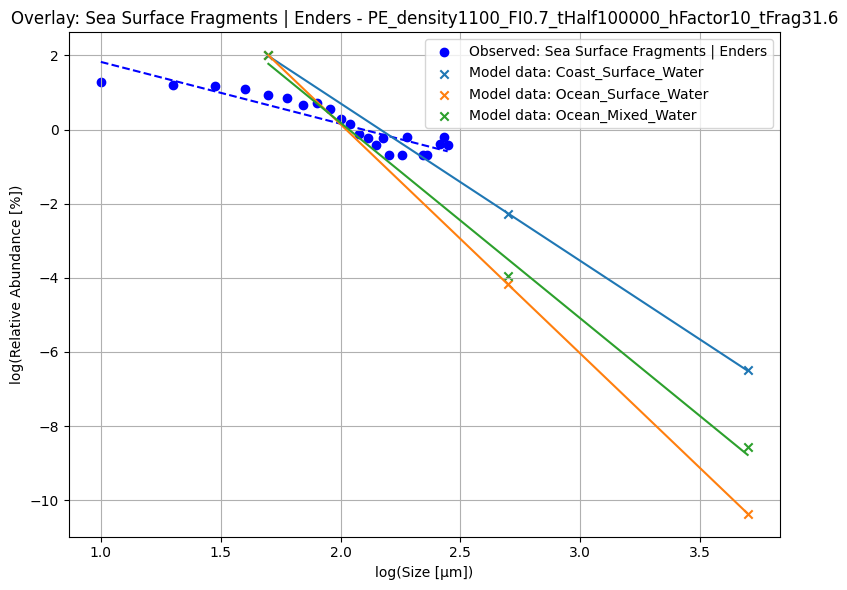 Overlay: Sea Surface Fragments | Enders - PE_density1100_FI0.7_tHalf100000_hFactor10_tFrag31.6
Observed: Sea Surface Fragments | Enders
Model data: Coast_Surface_Water
Model data: Ocean_Surface_Water
Model data: Ocean_Mixed_Water
log(Relative Abundance [%])
2
0
−2
−4
−6
−8
−10
1.0 1.5 2.0 2.5 3.0 3.5
log(Size [µm])